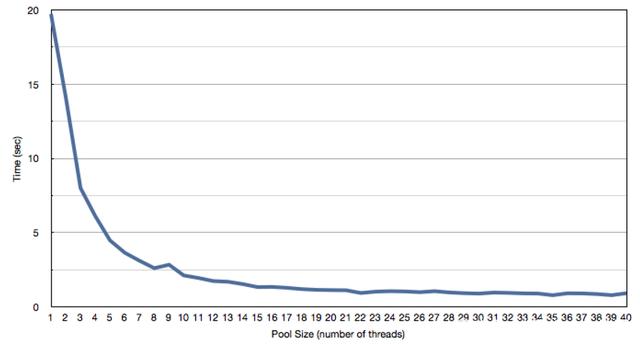 20
15
10
5
0
Time (sec)
1 2 3 4 5 6 7 8 9 10 11 12 13 14 15 16 17 18 19 20 21 22 23 24 25 26 27 28 29 30 31 32 33 34 35 36 37 38 39 40
Pool Size (number of threads)